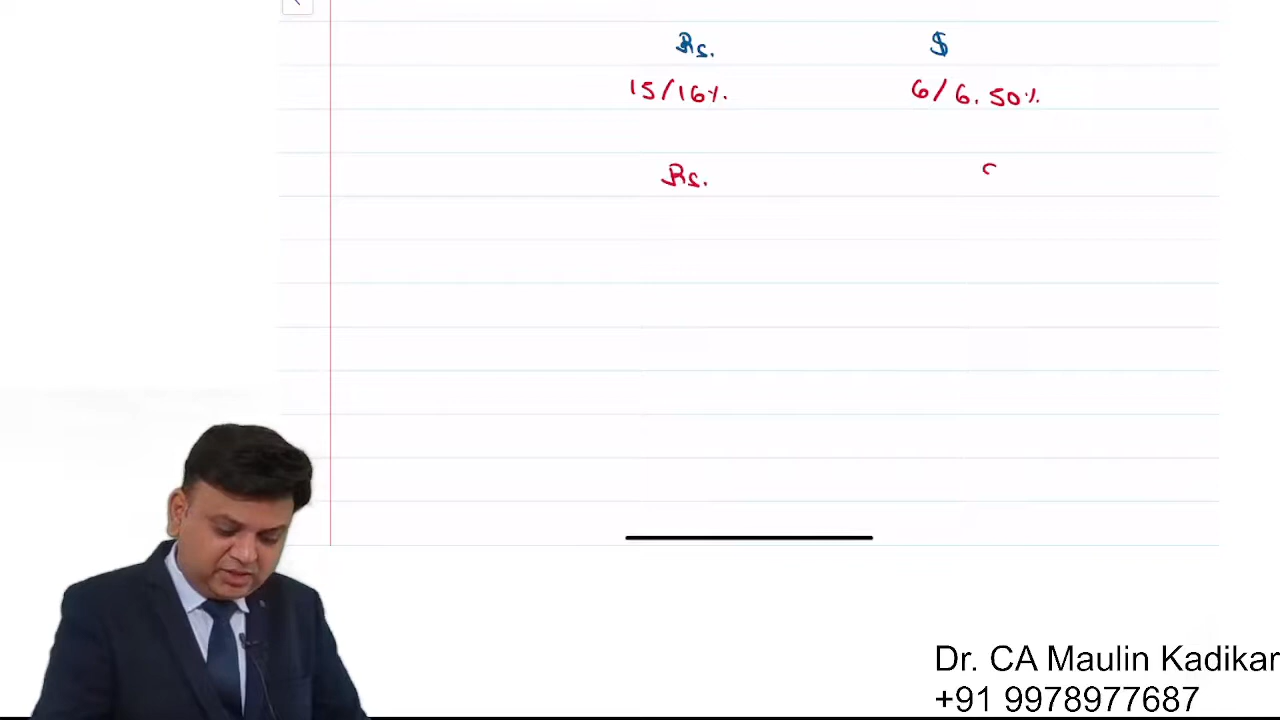 Rs. $
15/16%. 6/6.50%.
Rs.
Dr. CA Maulin Kadikar
+91 9978977687